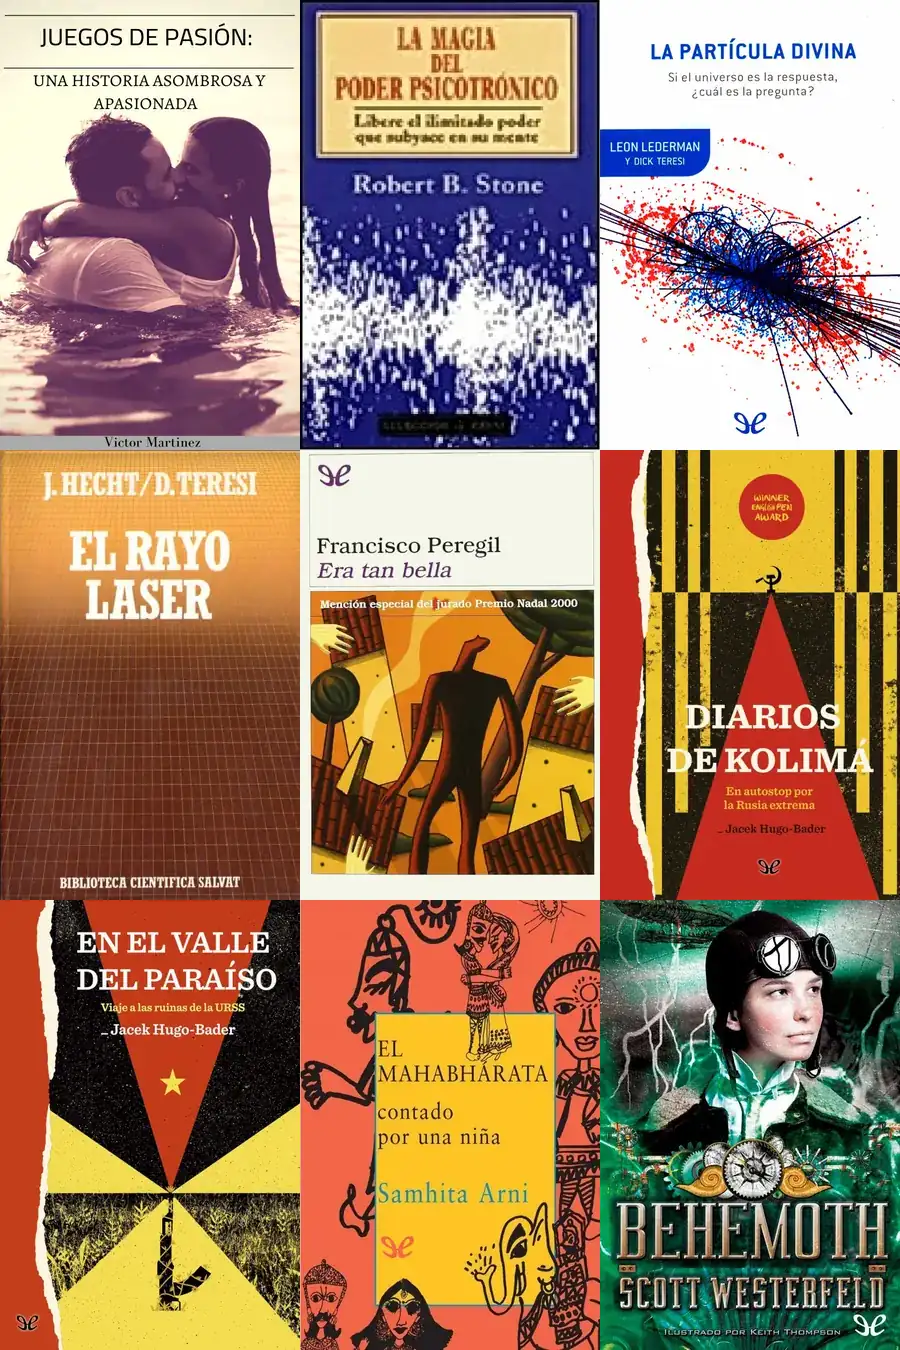 JUEGOS DE PASIÓN:
UNA HISTORIA ASOMBROSA Y
APASIONADA
Victor Martinez
LA MAGIA
DEL
PODER PSICOTRÓNICO
Libere el ilimitado poder
que subyace en su mente
Robert B. Stone
LA PARTÍCULA DIVINA
Si el universo es la respuesta,
¿cuál es la pregunta?
LEON LEDERMAN
Y DICK TERESI
J. HECHT/D. TERESI
EL RAYO
LASER
BIBLIOTECA CIENTIFICA SALVAT
Francisco Peregil
Era tan bella
Mención especial del jurado Premio Nadal 2000
WINNER
ENGLISH PEN
AWARD
DIARIOS
DE KOLIMÁ
En autostop por
la Rusia extrema
_ Jacek Hugo-Bader
EN EL VALLE
DEL PARAÍSO
Viaje a las ruinas de la URSS
_ Jacek Hugo-Bader
EL
MAHABHÁRATA
contado
por una niña
Samhita Arni
BEHEMOTH
SCOTT WESTERFELD
ILUSTRADO POR KEITH THOMPSON